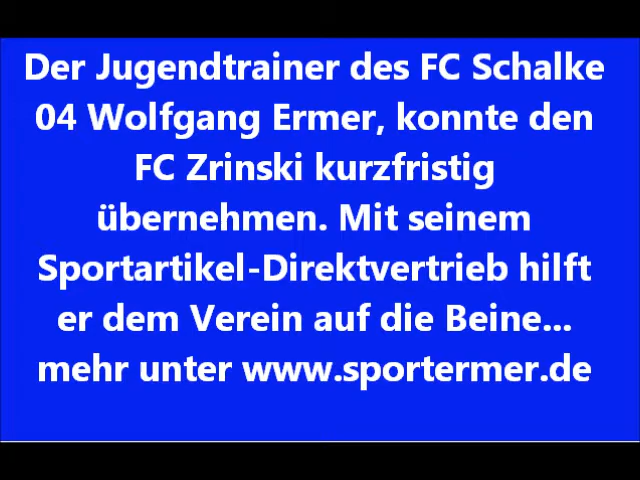 Der Jugendtrainer des FC Schalke
04 Wolfgang Ermer, konnte den
FC Zrinski kurzfristig
übernehmen. Mit seinem
Sportartikel-Direktvertrieb hilft
er dem Verein auf die Beine...
mehr unter www.sportermer.de